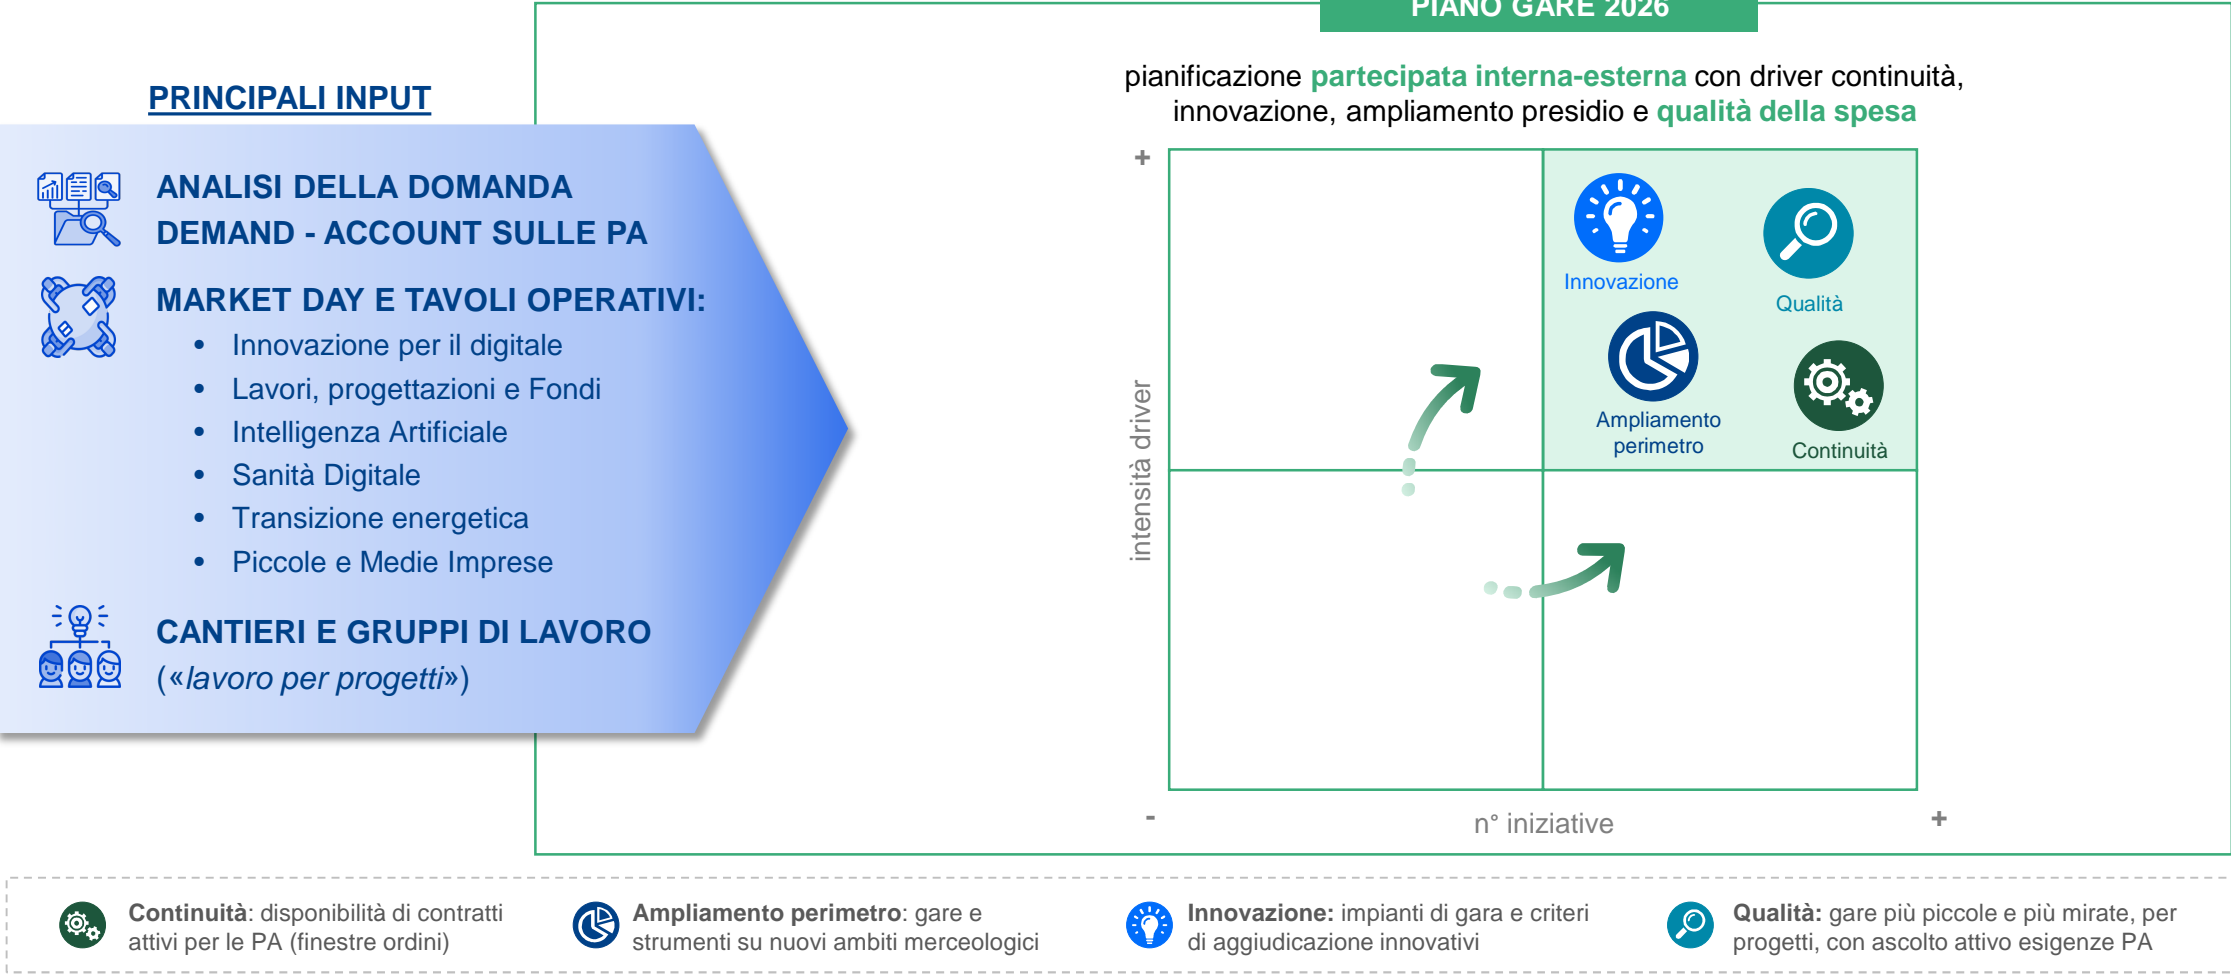 PIANO GARE 2026
pianificazione partecipata interna-esterna con driver continuità,
innovazione, ampliamento presidio e qualità della spesa
PRINCIPALI INPUT
ANALISI DELLA DOMANDA
DEMAND - ACCOUNT SULLE PA
MARKET DAY E TAVOLI OPERATIVI:
• Innovazione per il digitale
• Lavori, progettazioni e Fondi
• Intelligenza Artificiale
• Sanità Digitale
• Transizione energetica
• Piccole e Medie Imprese
CANTIERI E GRUPPI DI LAVORO
(«lavoro per progetti»)
+
intensità driver
Innovazione
Qualità
Ampliamento
perimetro
Continuità
-
n° iniziative
+
Continuità: disponibilità di contratti
attivi per le PA (finestre ordini)
Ampliamento perimetro: gare e
strumenti su nuovi ambiti merceologici
Innovazione: impianti di gara e criteri
di aggiudicazione innovativi
Qualità: gare più piccole e più mirate, per
progetti, con ascolto attivo esigenze PA